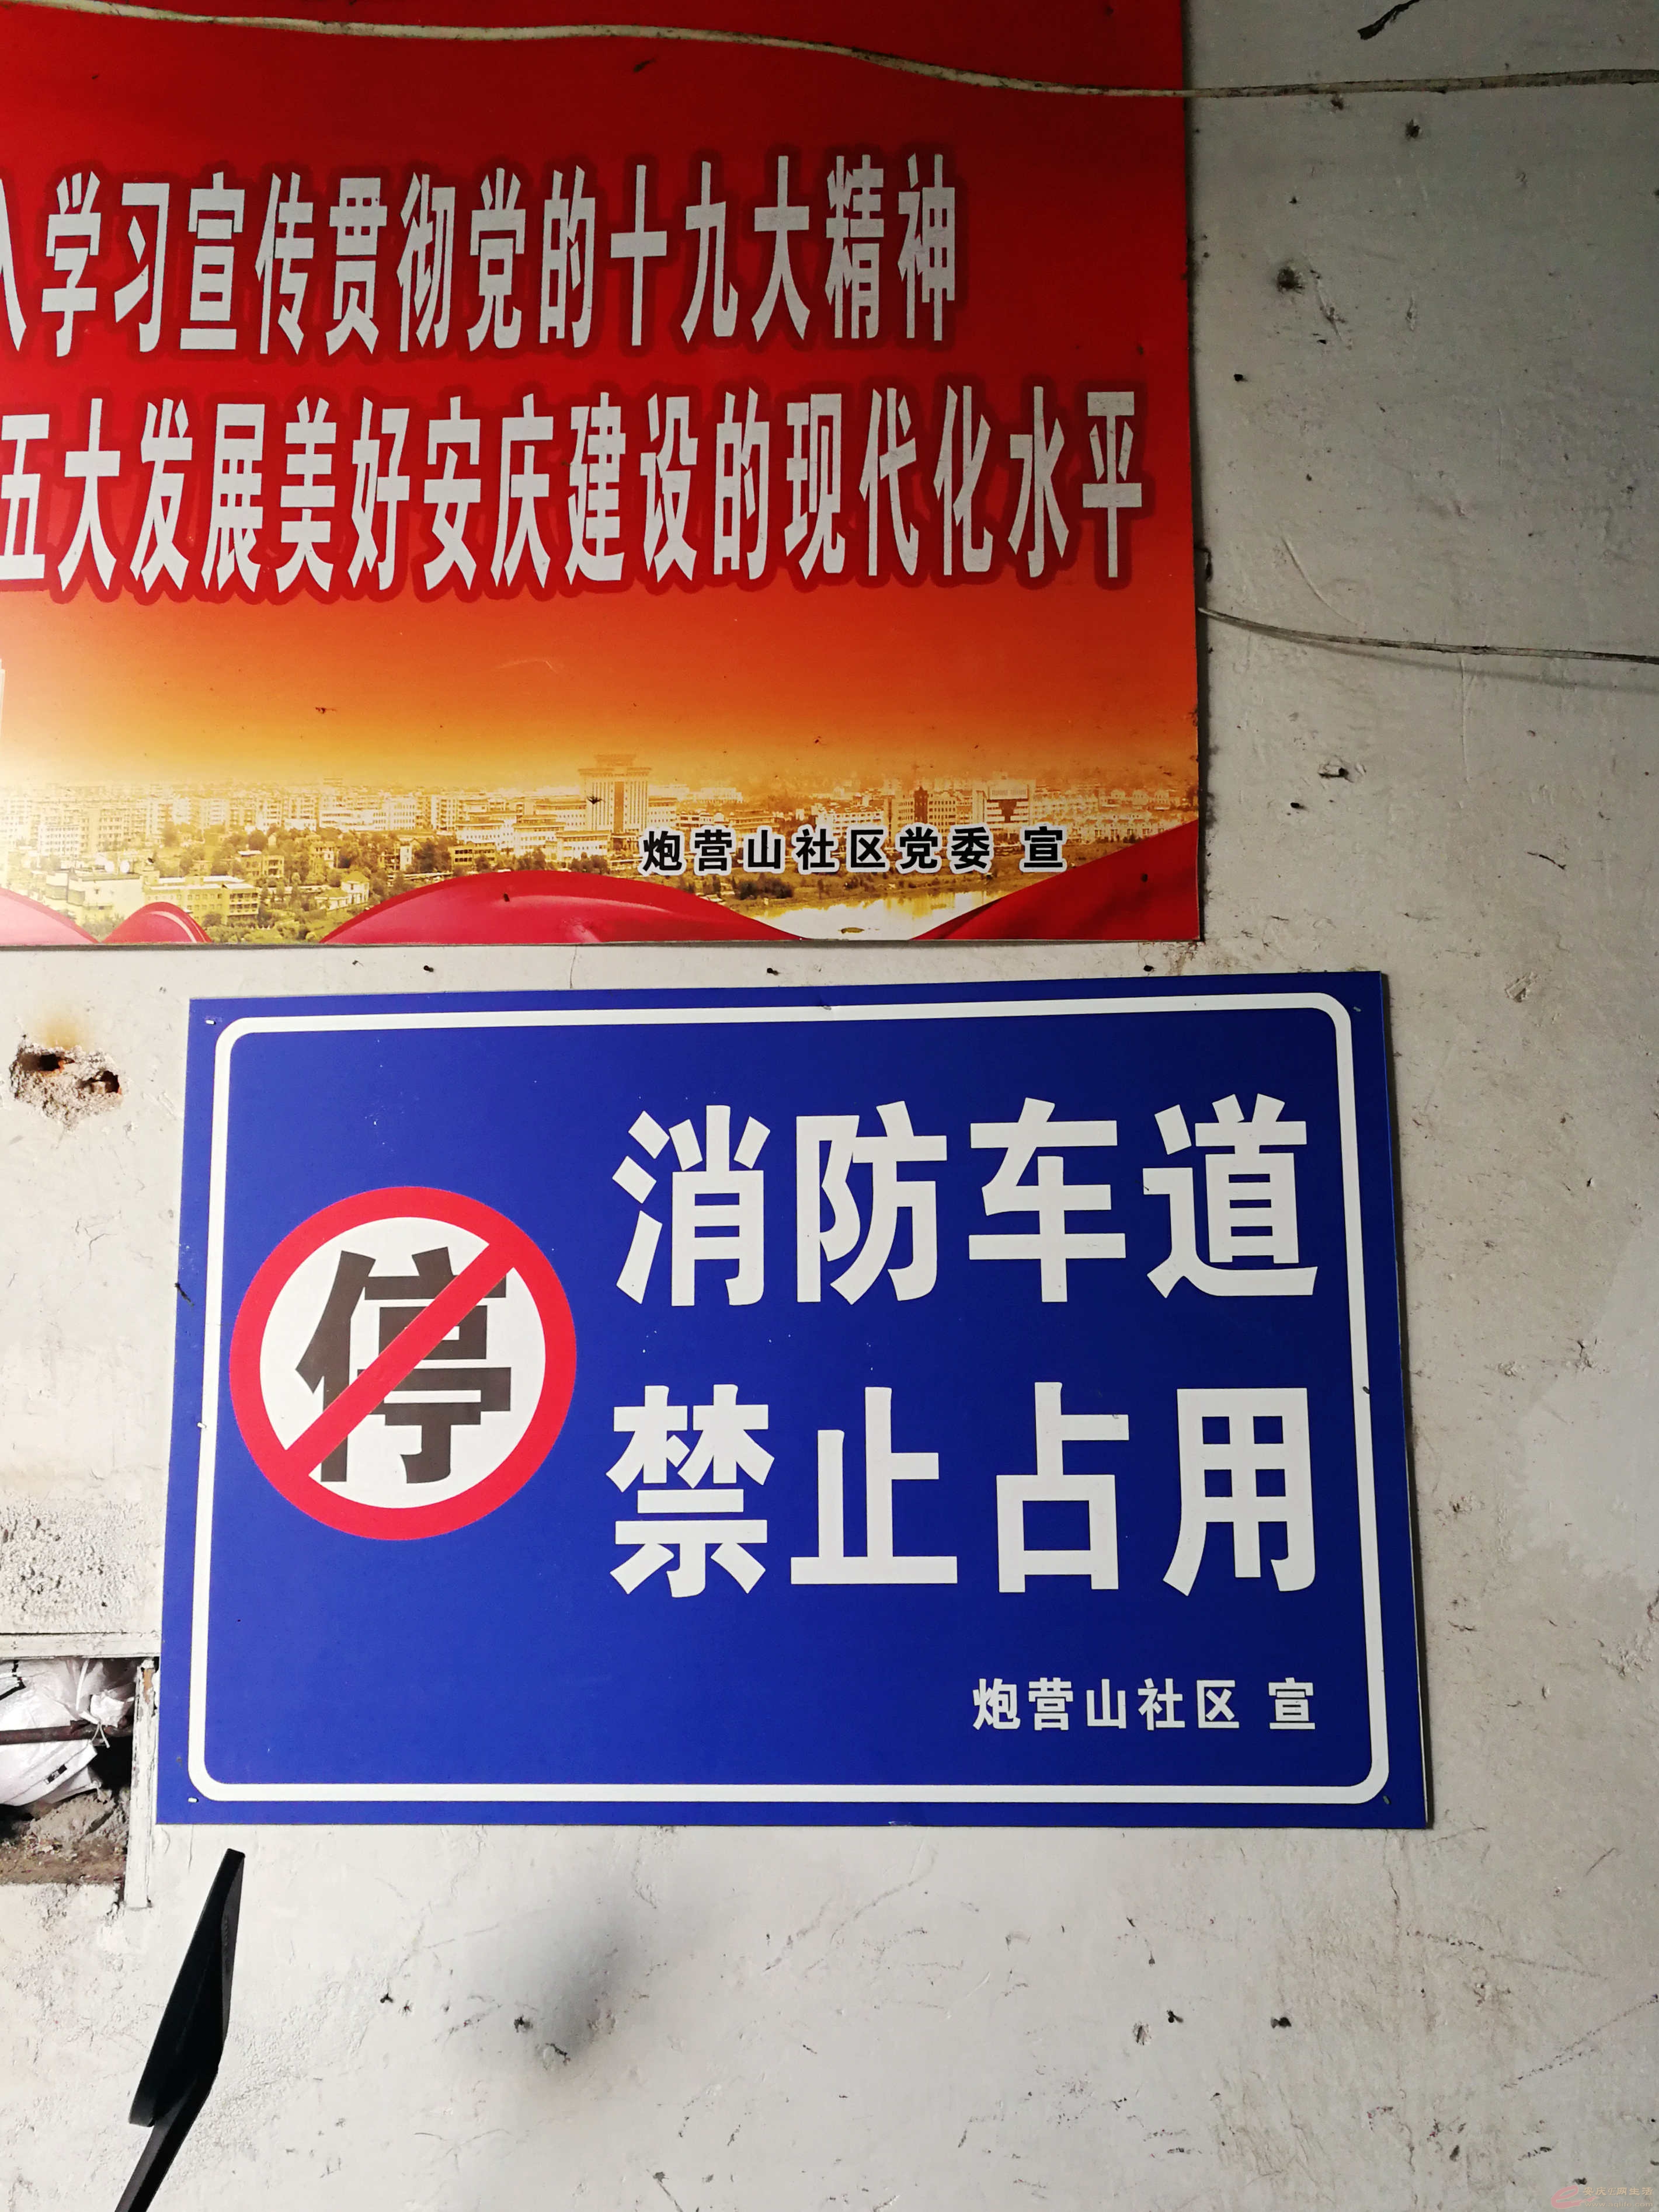 入学习宣传贯彻党的十九大精神
五大发展美好安庆建设的现代化水平
炮营山社区党委 宣
消防车道
停
禁止占用
炮营山社区 宣